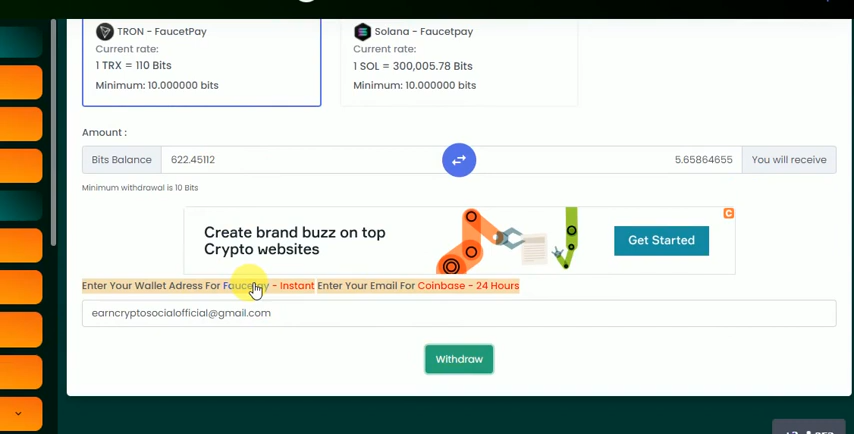 TRON - FaucetPay
Current rate:
1 TRX = 110 Bits
Minimum: 10.000000 bits
Solana - Faucetpay
Current rate:
1 SOL = 300,005.78 Bits
Minimum: 10.000000 bits
Amount :
Bits Balance 622.45112 5.65864655 You will receive
Minimum withdrawal is 10 Bits
Create brand buzz on top
Crypto websites
Get Started
Enter Your Wallet Adress For - Instant Enter Your Email For Coinbase - 24 Hours
earncryptosocialofficial@gmail.com
Withdraw